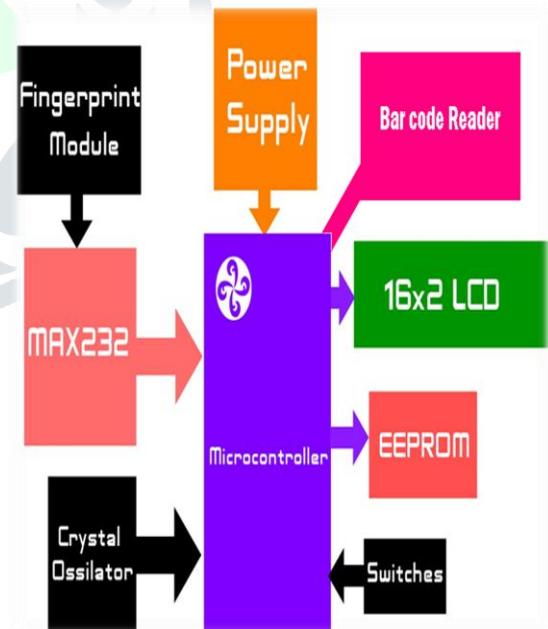 Fingerprint
Module
Power
Supply
Bar code Reader
MAX232
16x2 LCD
Microcontroller
EEPROM
Crystal
Ossilator
Switches